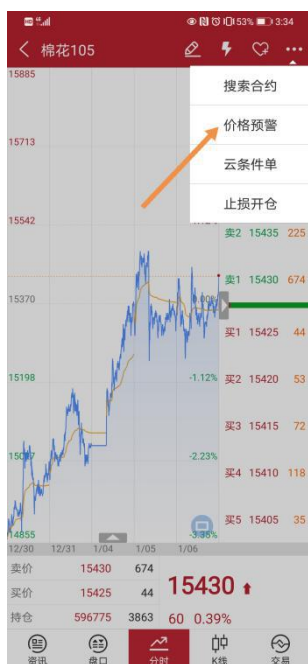 HD 4G 53% 3:34
棉花105
搜索合约
价格预警
云条件单
止损开仓
15885
15713
15542
15370 0.00%
15198 -1.12%
-2.23%
14855 -3.35%
卖2 15435 225
卖1 15430 674
买1 15425 44
买2 15420 53
买3 15415 72
买4 15410 118
买5 15405 35
12/30 12/31 1/04 1/05 1/06
卖价 15430 674
买价 15425 44
持仓 596775 3863
15430
60 0.39%
资讯 盘口 分时 K线 交易